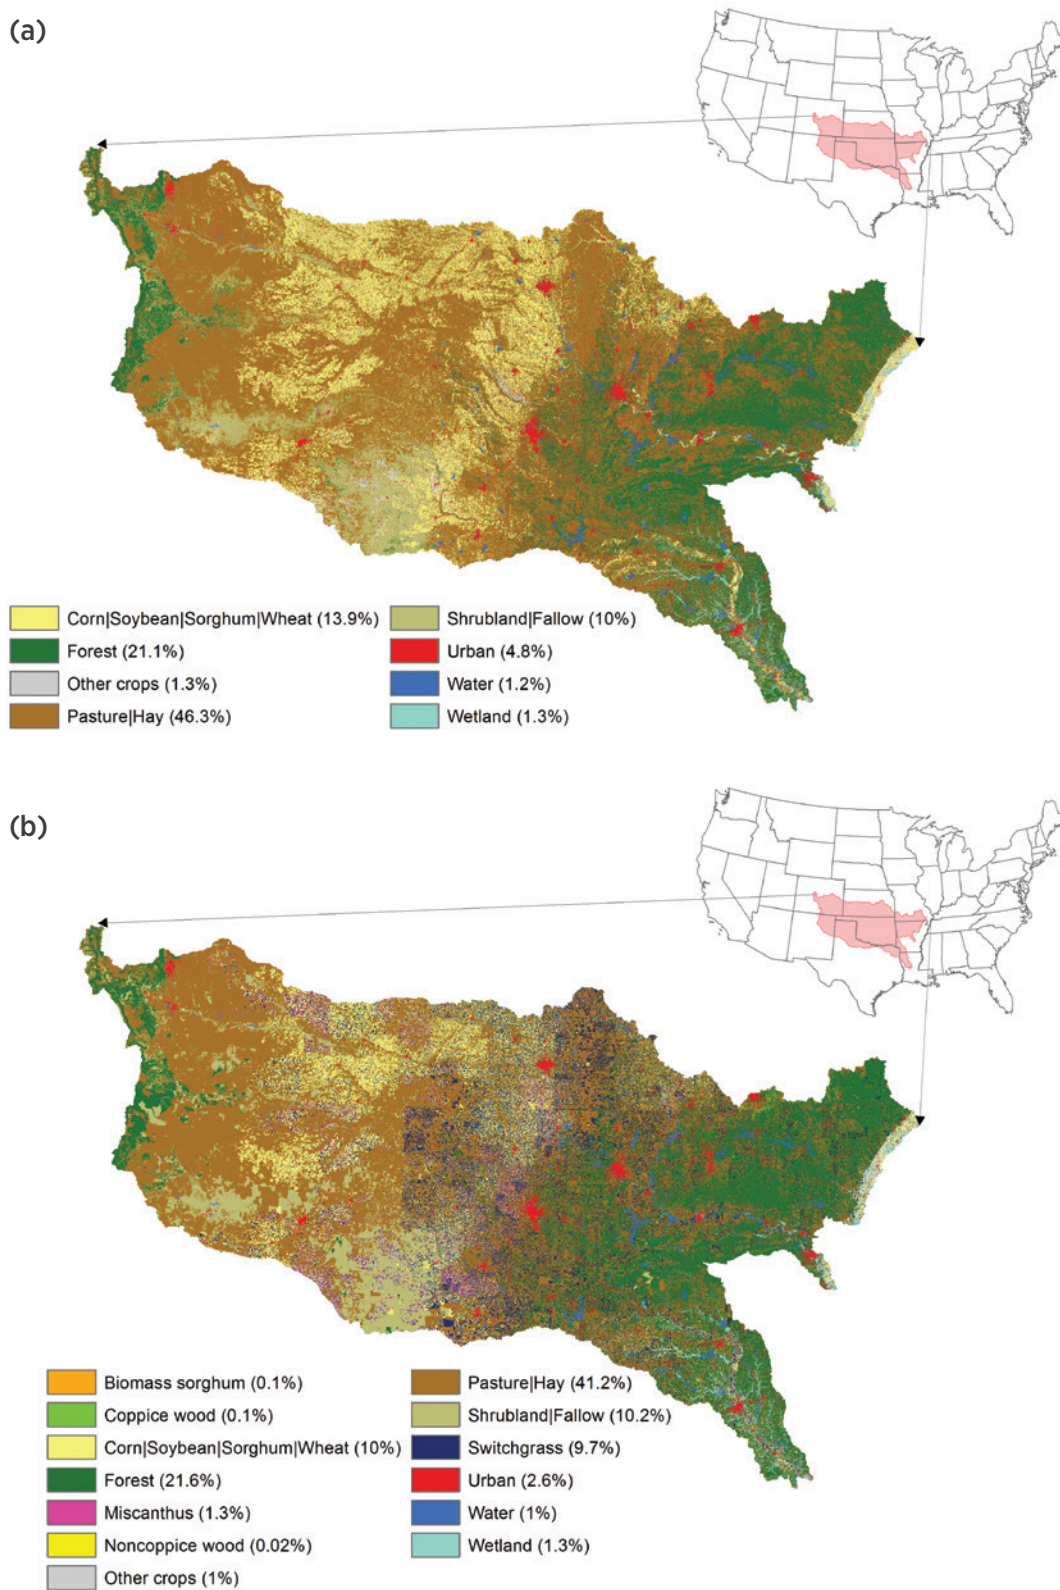 (a)
Corn|Soybean|Sorghum|Wheat (13.9%)
Forest (21.1%)
Other crops (1.3%)
Pasture|Hay (46.3%)
Shrubland|Fallow (10%)
Urban (4.8%)
Water (1.2%)
Wetland (1.3%)
(b)
Biomass sorghum (0.1%)
Coppice wood (0.1%)
Corn|Soybean|Sorghum|Wheat (10%)
Forest (21.6%)
Miscanthus (1.3%)
Noncoppice wood (0.02%)
Other crops (1%)
Pasture|Hay (41.2%)
Shrubland|Fallow (10.2%)
Switchgrass (9.7%)
Urban (2.6%)
Water (1%)
Wetland (1.3%)